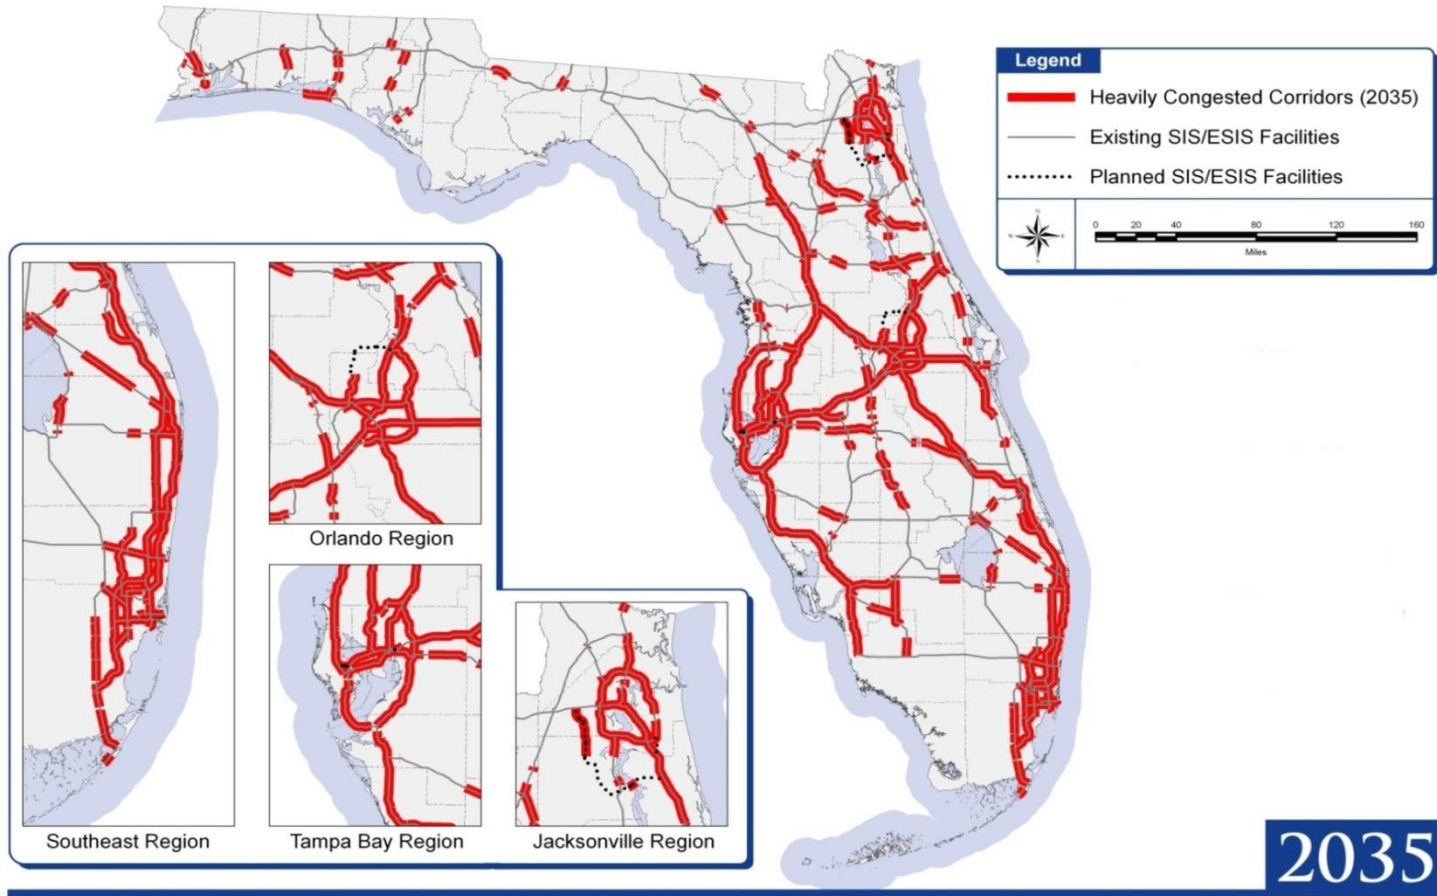 Legend
Heavily Congested Corridors (2035)
Existing SIS/ESIS Facilities
Planned SIS/ESIS Facilities
N
0 20 40 80 120 160
Miles
Orlando Region
Southeast Region
Tampa Bay Region
Jacksonville Region
2035